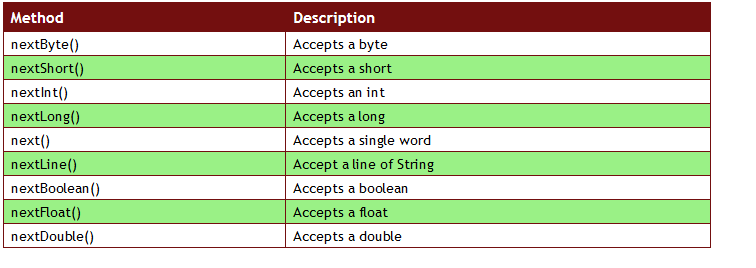 Method Description
nextByte() Accepts a byte
nextShort() Accepts a short
nextInt() Accepts an int
nextLong() Accepts a long
next() Accepts a single word
nextLine() Accept a line of String
nextBoolean() Accepts a boolean
nextFloat() Accepts a float
nextDouble() Accepts a double